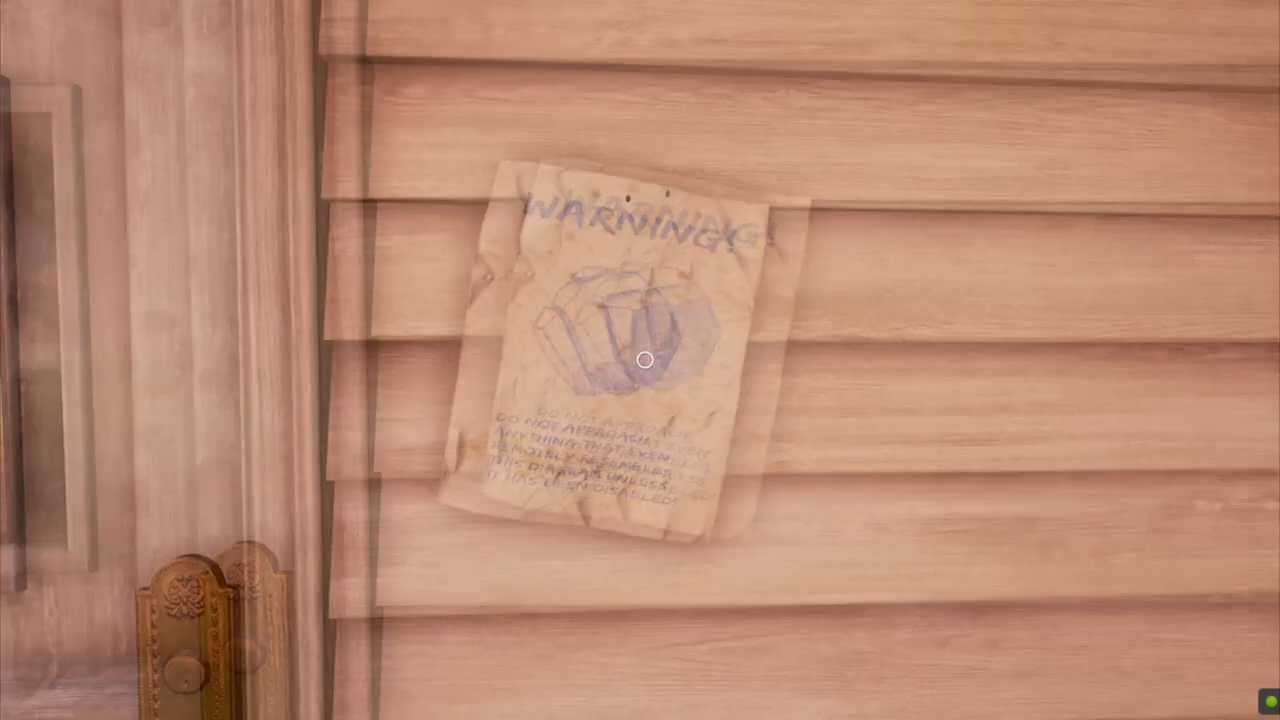 WARNING!
DO NOT APPROACH
ANYTHING THAT EVEN
REMOTELY RESEMBLES
THIS DIAGRAM UNLESS
IT HAS BEEN DISABLED!